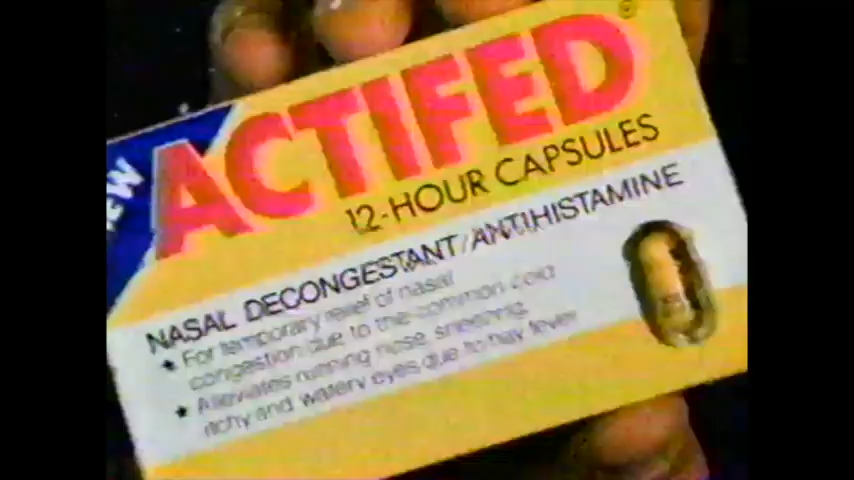 NEW
ACTIFED®
12-HOUR CAPSULES
NASAL DECONGESTANT/ANTIHISTAMINE
★ For temporary relief of nasal
congestion due to the common cold
★ Alleviates running nose, sneezing,
itchy and watery eyes due to hay fever